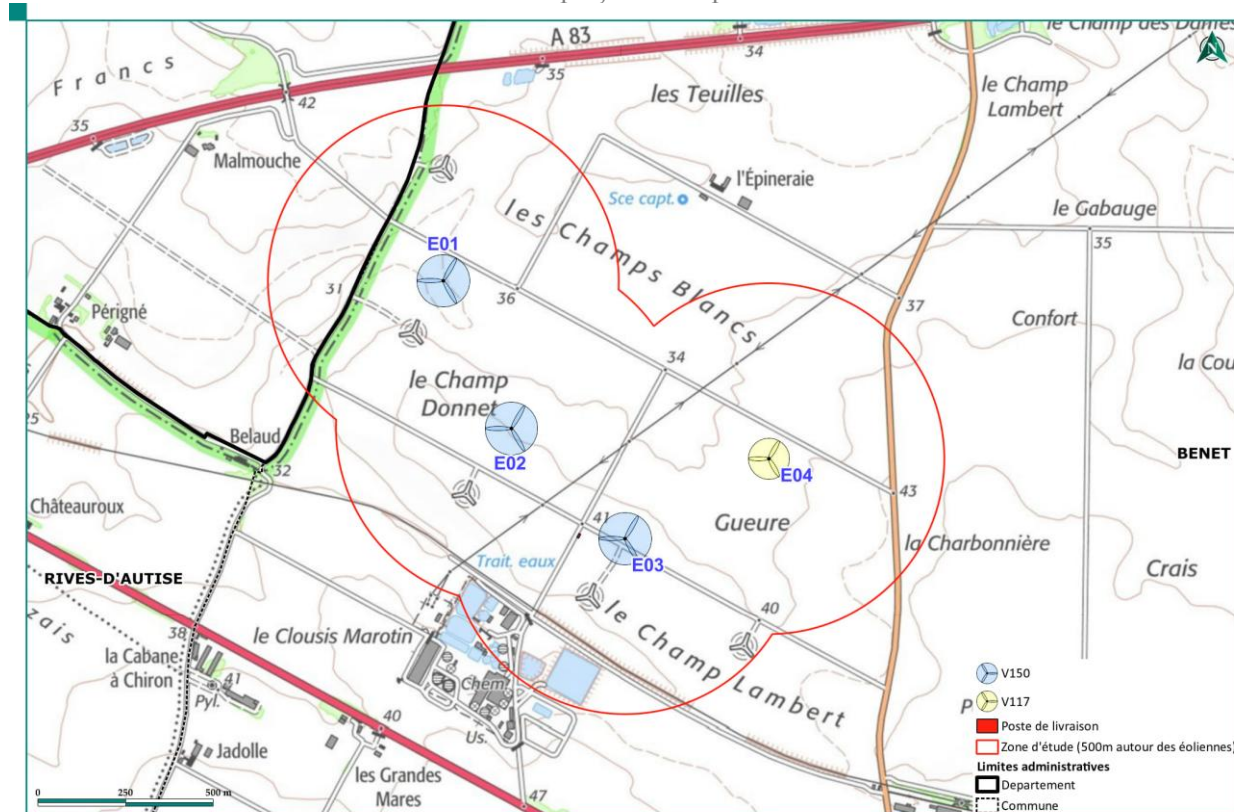 le Champ des Dames
N
A 83
34
35
Francs
42
les Teuilles
le Champ
Lambert
35
Malmouche
l'Épineraie
Sce capt.
le Gabauge
les Champs Blancs
35
E01
31
36
37
Périgné
Confort
34
la Cou
le Champ
Donnet
25
Belaud
E02
32
E04
BENET
43
Châteauroux
41
Gueure
la Charbonnière
E03
Trait. eaux
Crais
RIVES-D'AUTISE
zais
38
le Clousis Marotin
40
le Champ Lambert
la Cabane
à Chiron
41
Pyl.
Chem.
Us.
40
Jadolle
les Grandes
Mares
47
P
V150
V117
Poste de livraison
Zone d'étude (500m autour des éoliennes)
Limites administratives
Departement
Commune
0 250 500 m